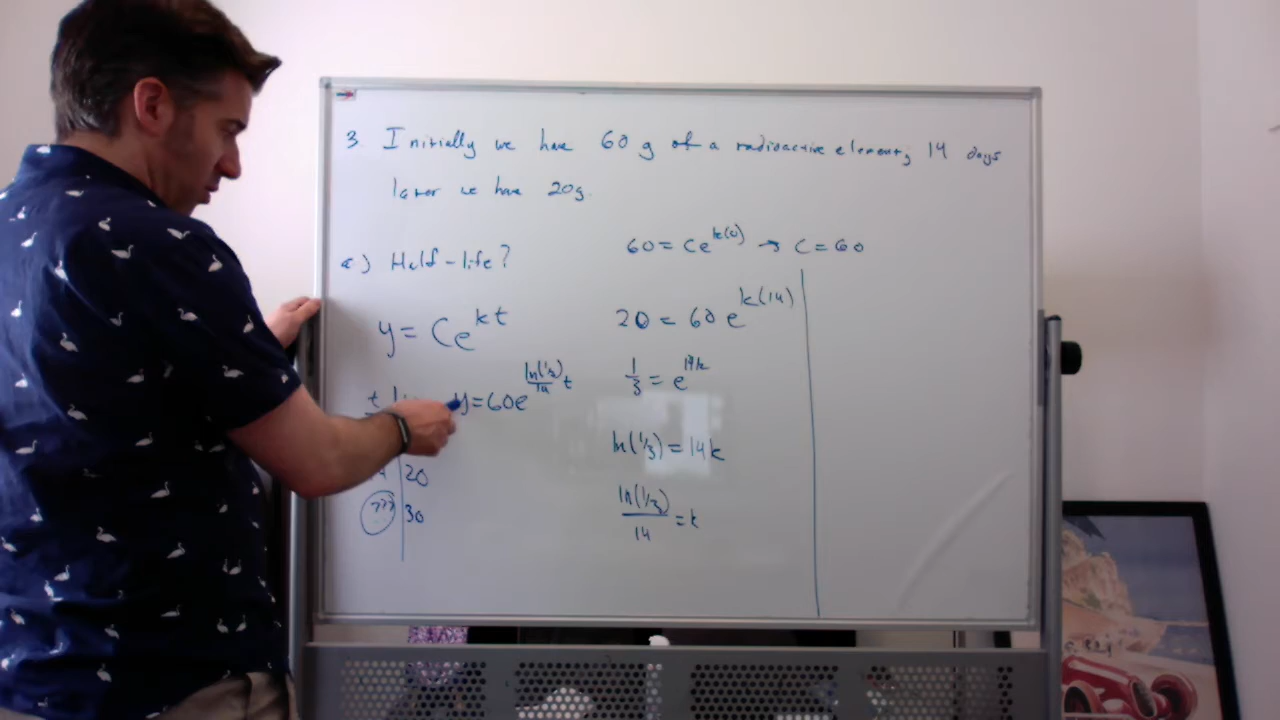 3. Initially we have 60 g of a radioactive element, 14 days
later we have 20g.
a) Half-life?
y = Ce^{kt}
t
y=60e^{\frac{ln(1/3)}{14}t}
20
??? 30
60 = Ce^{k(0)} → C = 60
20 = 60 e^{k(14)}
1/3 = e^{14k}
ln(1/3) = 14k
ln(1/3)/14 = k